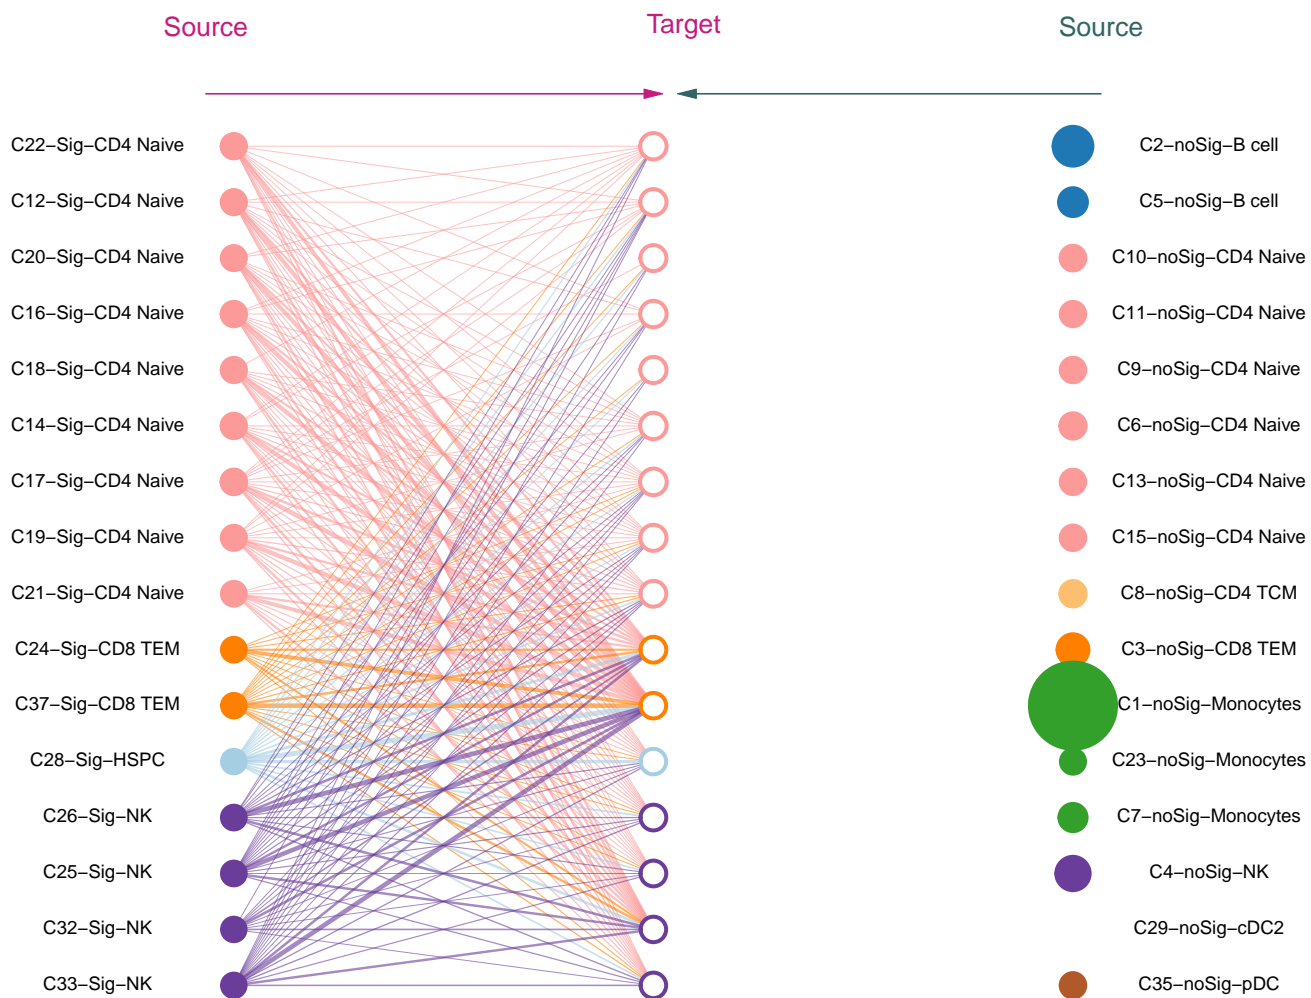 Source
Target
Source
C22−Sig−CD4 Naive
C2−noSig−B cell
C12−Sig−CD4 Naive
C5−noSig−B cell
C20−Sig−CD4 Naive
C10−noSig−CD4 Naive
C16−Sig−CD4 Naive
C11−noSig−CD4 Naive
C18−Sig−CD4 Naive
C9−noSig−CD4 Naive
C14−Sig−CD4 Naive
C6−noSig−CD4 Naive
C17−Sig−CD4 Naive
C13−noSig−CD4 Naive
C19−Sig−CD4 Naive
C15−noSig−CD4 Naive
C21−Sig−CD4 Naive
C8−noSig−CD4 TCM
C24−Sig−CD8 TEM
C3−noSig−CD8 TEM
C37−Sig−CD8 TEM
C1−noSig−Monocytes
C28−Sig−HSPC
C23−noSig−Monocytes
C26−Sig−NK
C7−noSig−Monocytes
C25−Sig−NK
C4−noSig−NK
C32−Sig−NK
C29−noSig−cDC2
C33−Sig−NK
C35−noSig−pDC